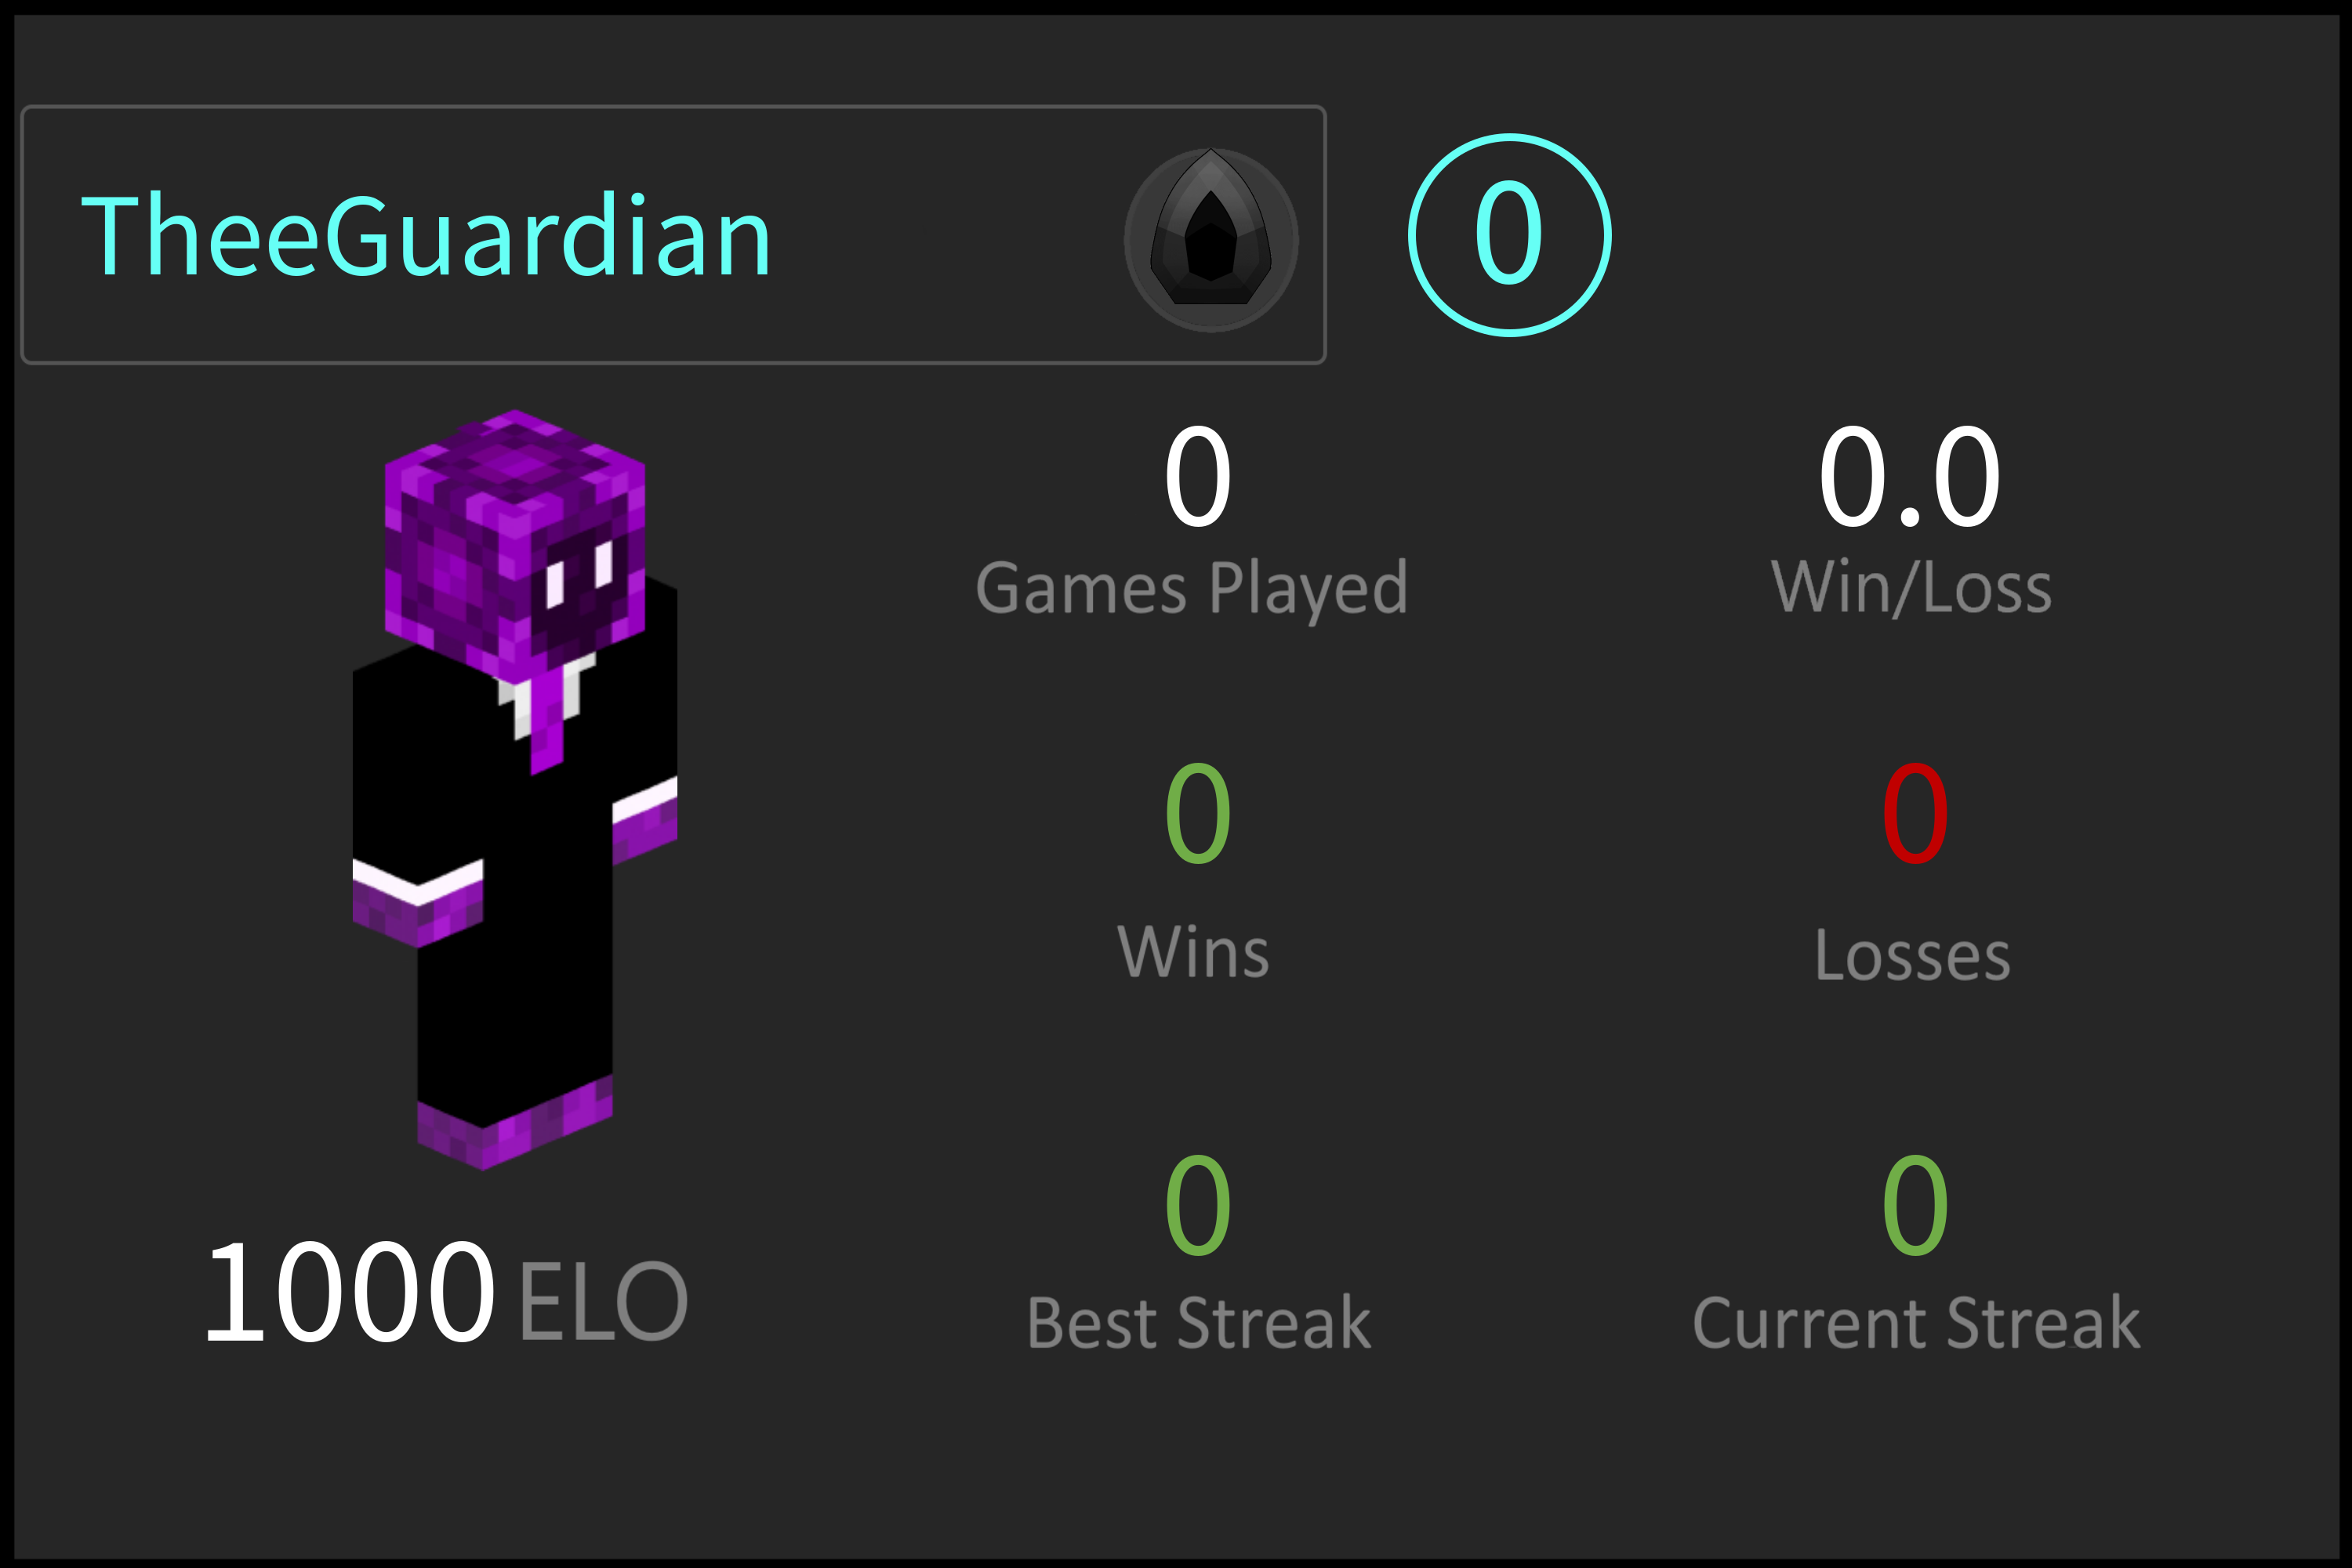 TheeGuardian
0
0
0.0
Games Played
Win/Loss
0
0
Wins
Losses
0
0
Best Streak
Current Streak
1000 ELO